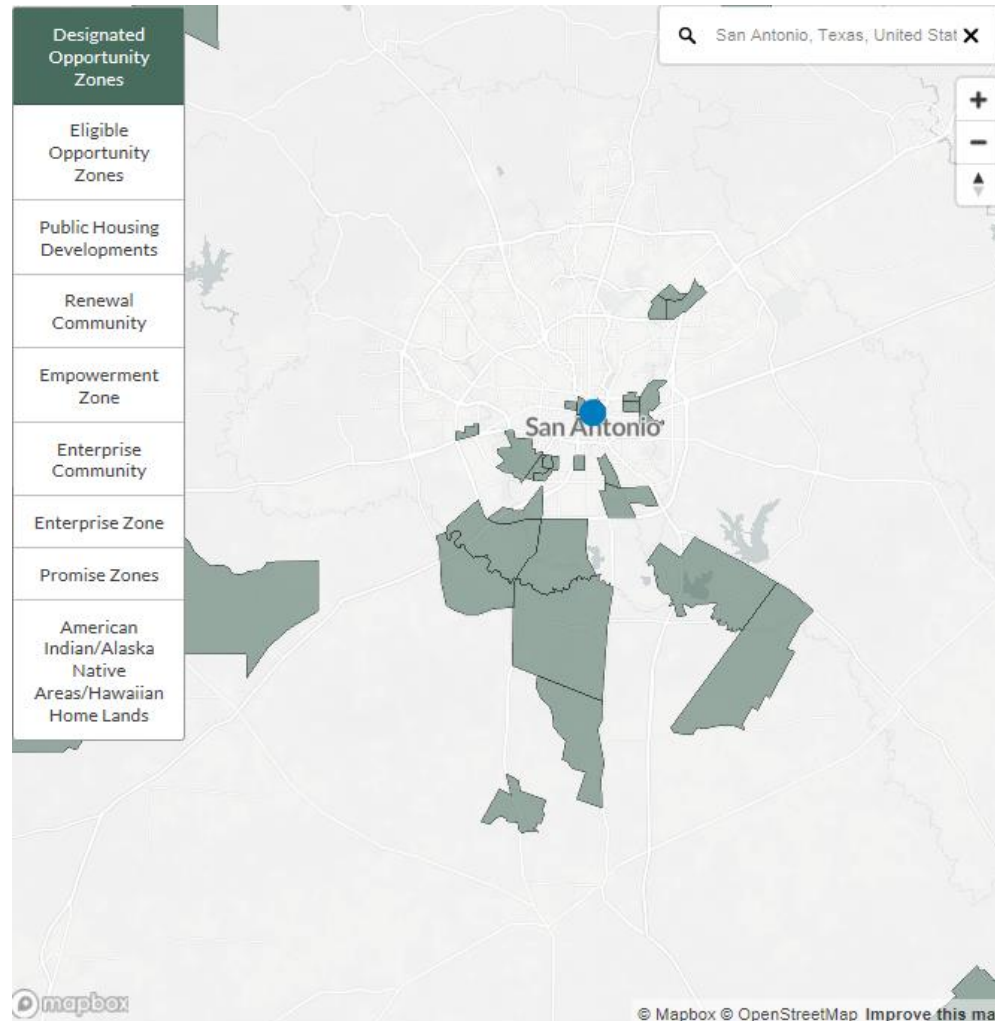 Designated
Opportunity
Zones
Eligible
Opportunity
Zones
Public Housing
Developments
Renewal
Community
Empowerment
Zone
Enterprise
Community
Enterprise Zone
Promise Zones
American
Indian/Alaska
Native
Areas/Hawaiian
Home Lands
San Antonio, Texas, United Stat
San Antonio
mapbox
© Mapbox © OpenStreetMap Improve this ma